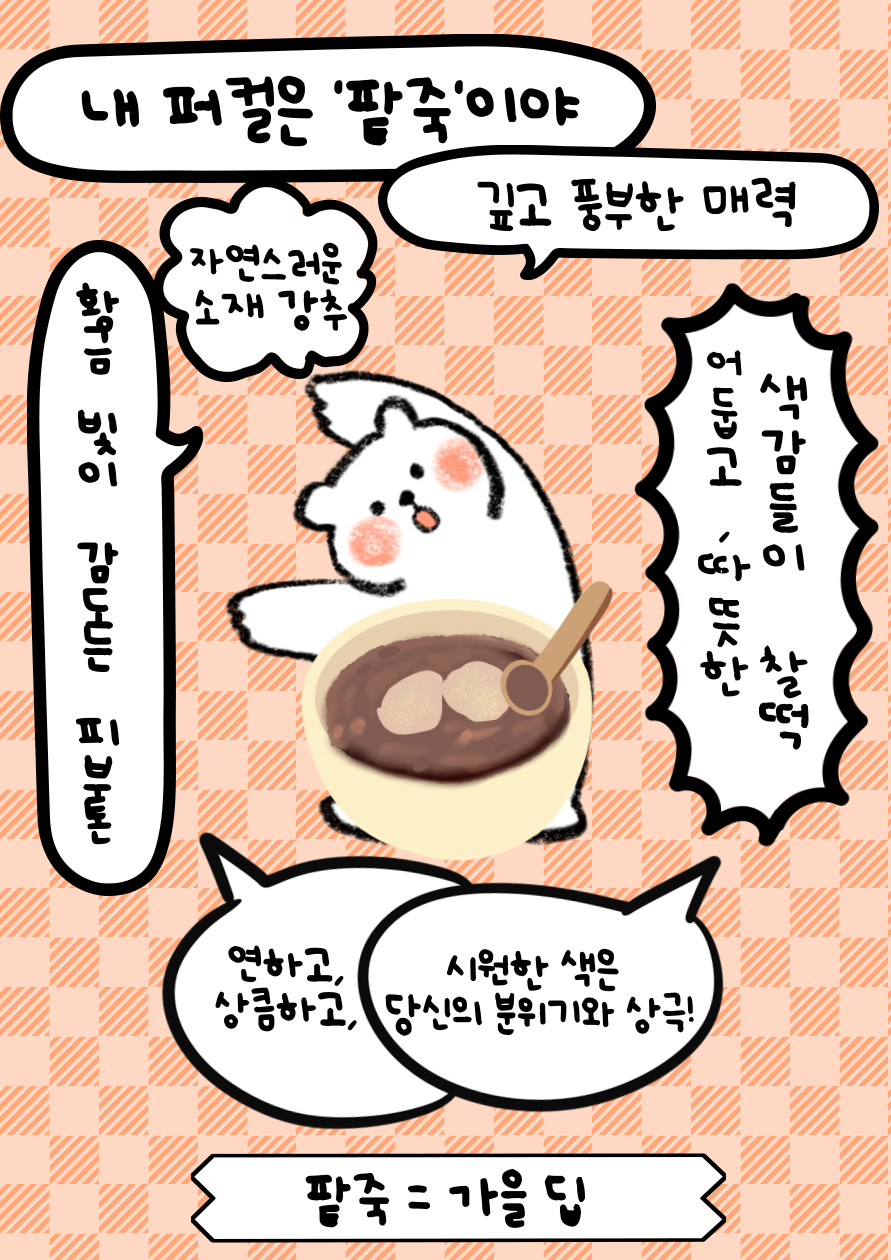 내 퍼컬은 '팥죽'이야
깊고 풍부한 매력
자연스러운
소재 강추
황금 빛이 감도는 피부톤
색감들이 찰떡
어둡고, 따뜻한
연하고,
상큼하고,
시원한 색은
당신의 분위기와 상극!
팥죽 = 가을 딥